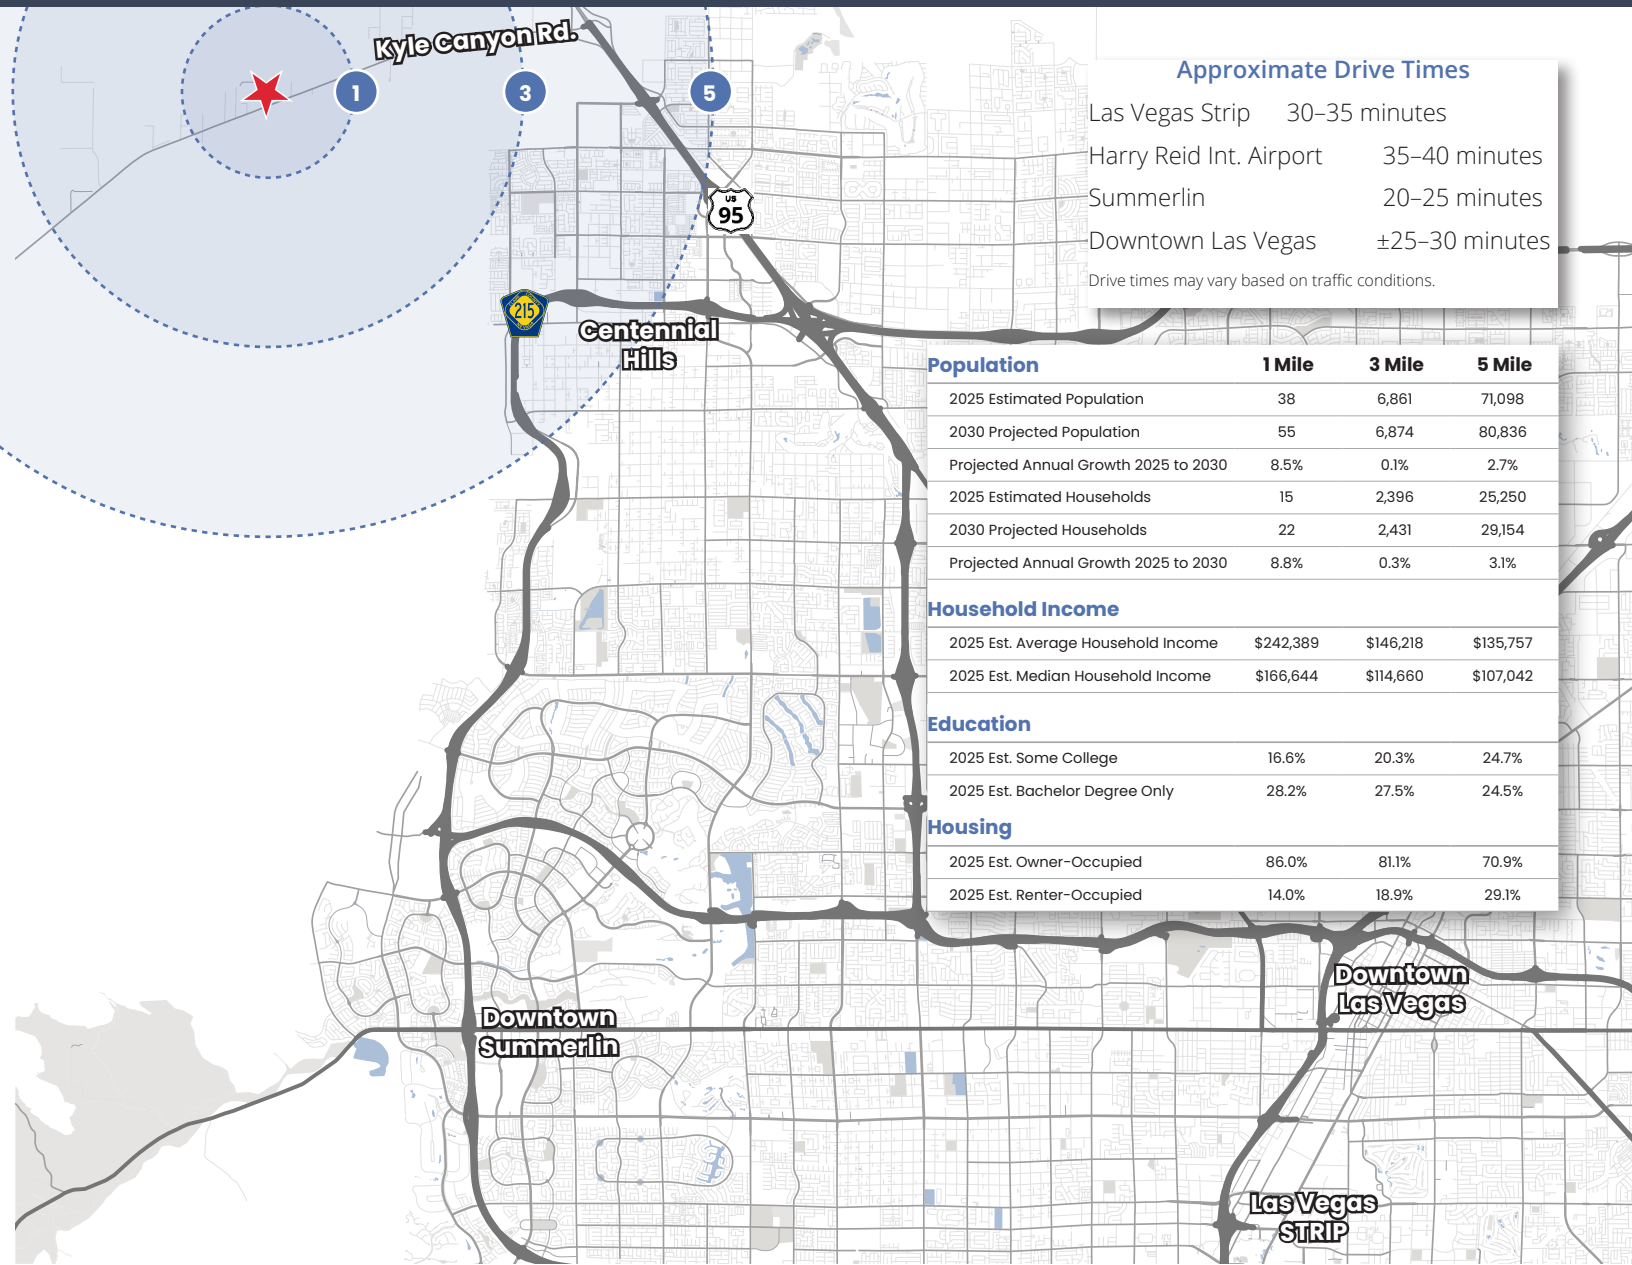 Kyle Canyon Rd.
1
3
5
US
95
215
Centennial
Hills
Approximate Drive Times
Las Vegas Strip 30–35 minutes
Harry Reid Int. Airport 35–40 minutes
Summerlin 20–25 minutes
Downtown Las Vegas ±25–30 minutes
Drive times may vary based on traffic conditions.
Population 1 Mile 3 Mile 5 Mile
2025 Estimated Population 38 6,861 71,098
2030 Projected Population 55 6,874 80,836
Projected Annual Growth 2025 to 2030 8.5% 0.1% 2.7%
2025 Estimated Households 15 2,396 25,250
2030 Projected Households 22 2,431 29,154
Projected Annual Growth 2025 to 2030 8.8% 0.3% 3.1%
Household Income
2025 Est. Average Household Income $242,389 $146,218 $135,757
2025 Est. Median Household Income $166,644 $114,660 $107,042
Education
2025 Est. Some College 16.6% 20.3% 24.7%
2025 Est. Bachelor Degree Only 28.2% 27.5% 24.5%
Housing
2025 Est. Owner-Occupied 86.0% 81.1% 70.9%
2025 Est. Renter-Occupied 14.0% 18.9% 29.1%
Downtown
Las Vegas
Downtown
Summerlin
Las Vegas
STRIP